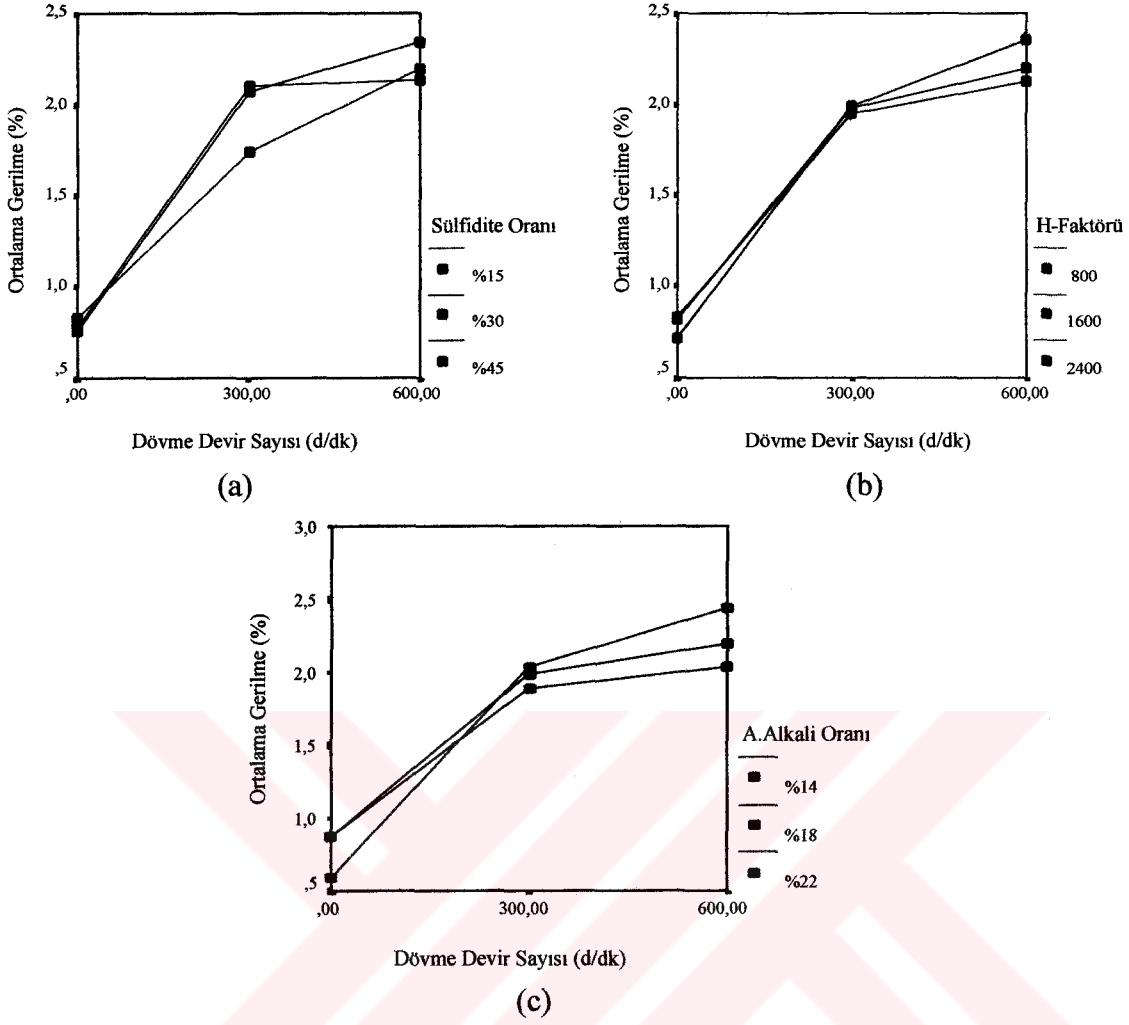 2,5
2,0
1,5
1,0
,5
Ortalama Gerilme (%)
,00
300,00
600,00
Dövme Devir Sayısı (d/dk)
Sülfidite Oranı
%15
%30
%45
(a)
2,5
2,0
1,5
1,0
,5
Ortalama Gerilme (%)
,00
300,00
600,00
Dövme Devir Sayısı (d/dk)
H-Faktörü
800
1600
2400
(b)
3,0
2,5
2,0
1,5
1,0
,5
Ortalama Gerilme (%)
,00
300,00
600,00
Dövme Devir Sayısı (d/dk)
A.Alkali Oranı
%14
%18
%22
(c)